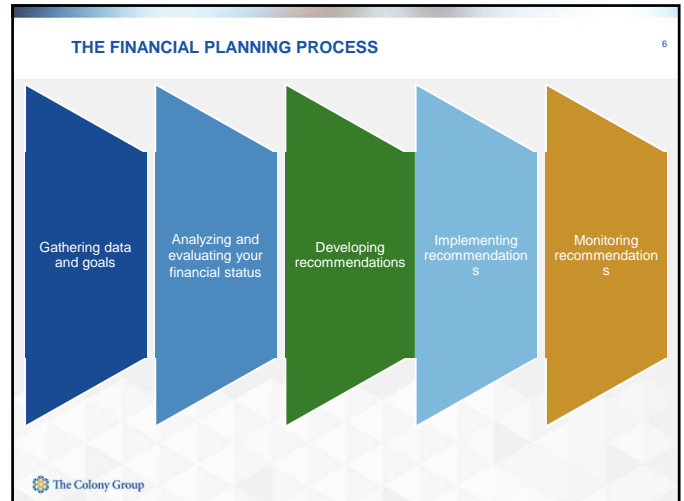 THE FINANCIAL PLANNING PROCESS
6
Gathering data
and goals
Analyzing and
evaluating your
financial status
Developing
recommendations
Implementing
recommendation
s
Monitoring
recommendation
s
The Colony Group